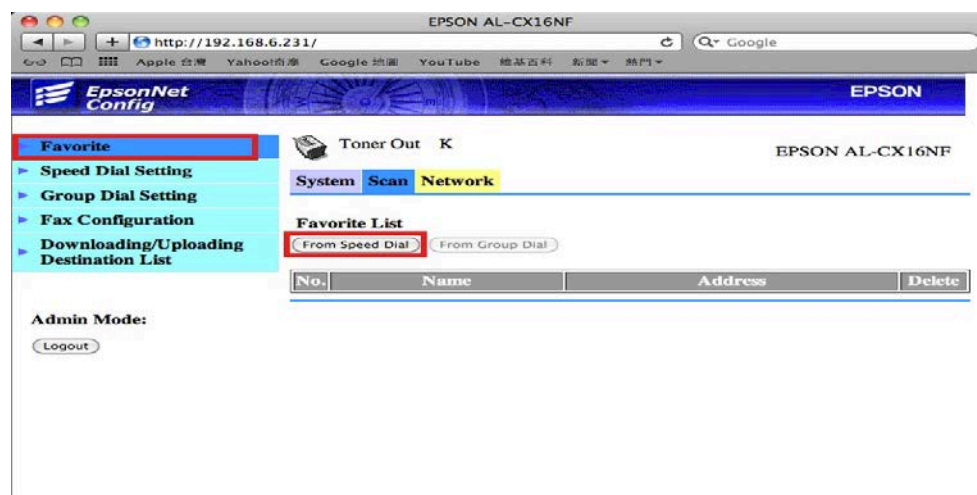 EPSON AL-CX16NF
http://192.168.6.231/
Google
Apple 台灣 Yahoo!奇摩 Google 地圖 YouTube 維基百科 新聞 熱門
EpsonNet
Config
EPSON
Favorite
Speed Dial Setting
Group Dial Setting
Fax Configuration
Downloading/Uploading
Destination List
Admin Mode:
Logout
Toner Out K
EPSON AL-CX16NF
System Scan Network
Favorite List
From Speed Dial From Group Dial
No. Name Address Delete